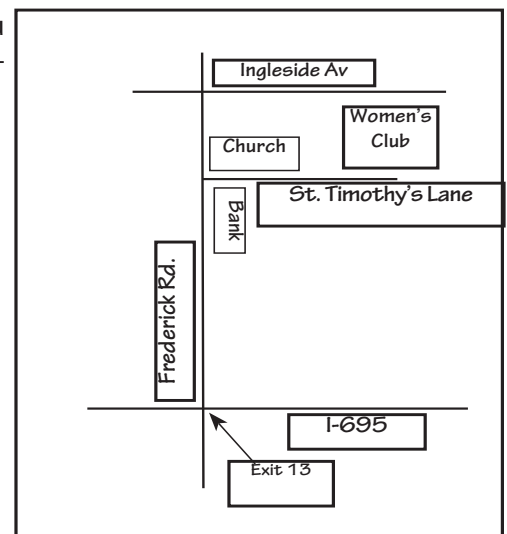 Ingleside Av
Women's
Club
Church
St. Timothy's Lane
Bank
Frederick Rd.
I-695
Exit 13